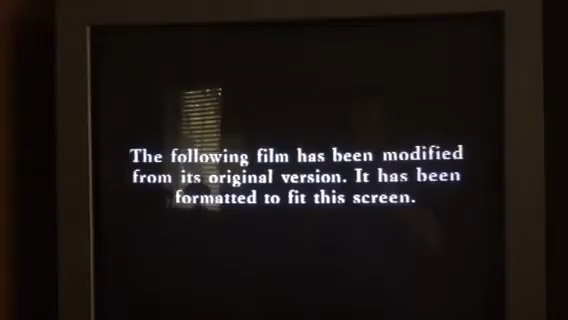 The following film has been modified
from its original version. It has been
formatted to fit this screen.